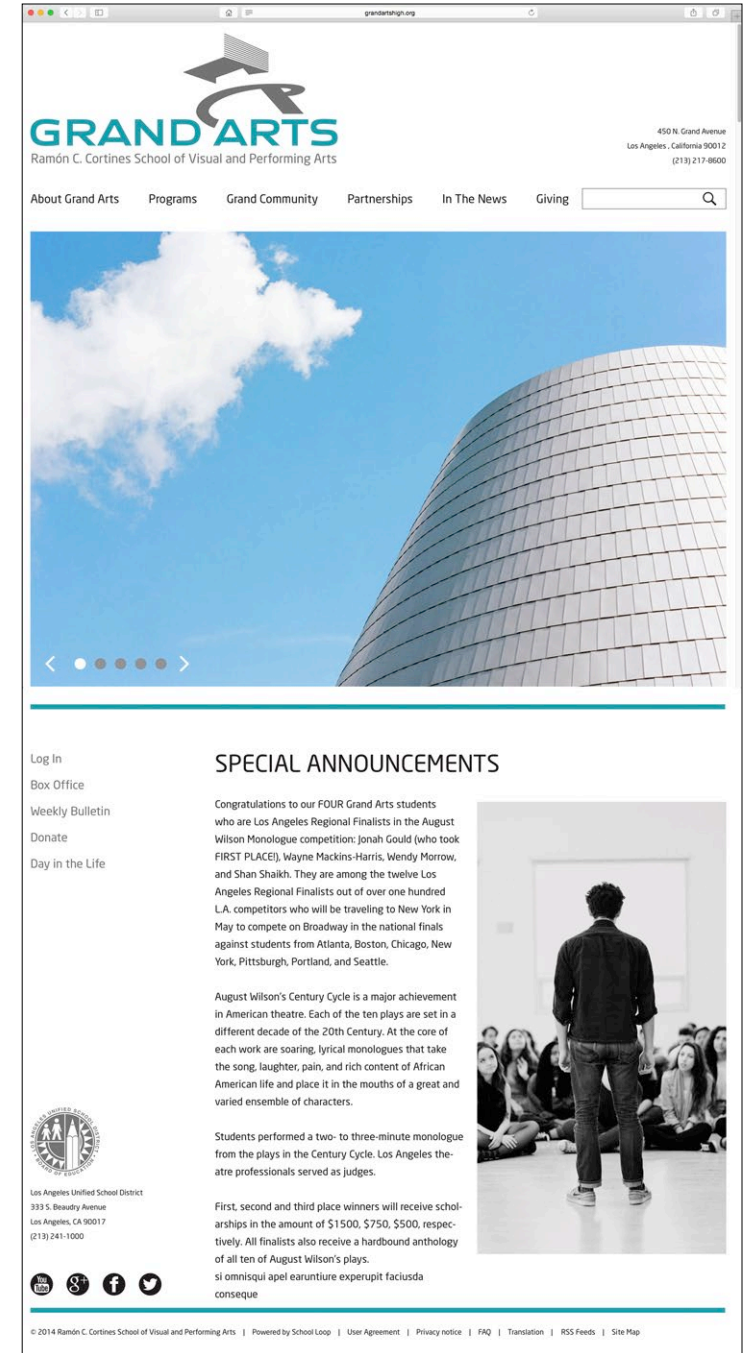 grandartshigh.org
GRAND ARTS
Ramón C. Cortines School of Visual and Performing Arts
450 N. Grand Avenue
Los Angeles , California 90012
(213) 217-8600
About Grand Arts Programs Grand Community Partnerships In The News Giving
Log In
Box Office
Weekly Bulletin
Donate
Day in the Life
SPECIAL ANNOUNCEMENTS
Congratulations to our FOUR Grand Arts students
who are Los Angeles Regional Finalists in the August
Wilson Monologue competition: Jonah Gould (who took
FIRST PLACE!), Wayne Mackins-Harris, Wendy Morrow,
and Shan Shaikh. They are among the twelve Los
Angeles Regional Finalists out of over one hundred
L.A. competitors who will be traveling to New York in
May to compete on Broadway in the national finals
against students from Atlanta, Boston, Chicago, New
York, Pittsburgh, Portland, and Seattle.
August Wilson's Century Cycle is a major achievement
in American theatre. Each of the ten plays are set in a
different decade of the 20th Century. At the core of
each work are soaring, lyrical monologues that take
the song, laughter, pain, and rich content of African
American life and place it in the mouths of a great and
varied ensemble of characters.
Students performed a two- to three-minute monologue
from the plays in the Century Cycle. Los Angeles the-
atre professionals served as judges.
First, second and third place winners will receive schol-
arships in the amount of $1500, $750, $500, respec-
tively. All finalists also receive a hardbound anthology
of all ten of August Wilson's plays.
si omnisqui apel earuntiure experupit faciusda
conseque
LOS ANGELES UNIFIED SCHOOL DISTRICT
BOARD OF EDUCATION
Los Angeles Unified School District
333 S. Beaudry Avenue
Los Angeles, CA 90017
(213) 241-1000
You
Tube
g+
© 2014 Ramón C. Cortines School of Visual and Performing Arts | Powered by School Loop | User Agreement | Privacy notice | FAQ | Translation | RSS Feeds | Site Map